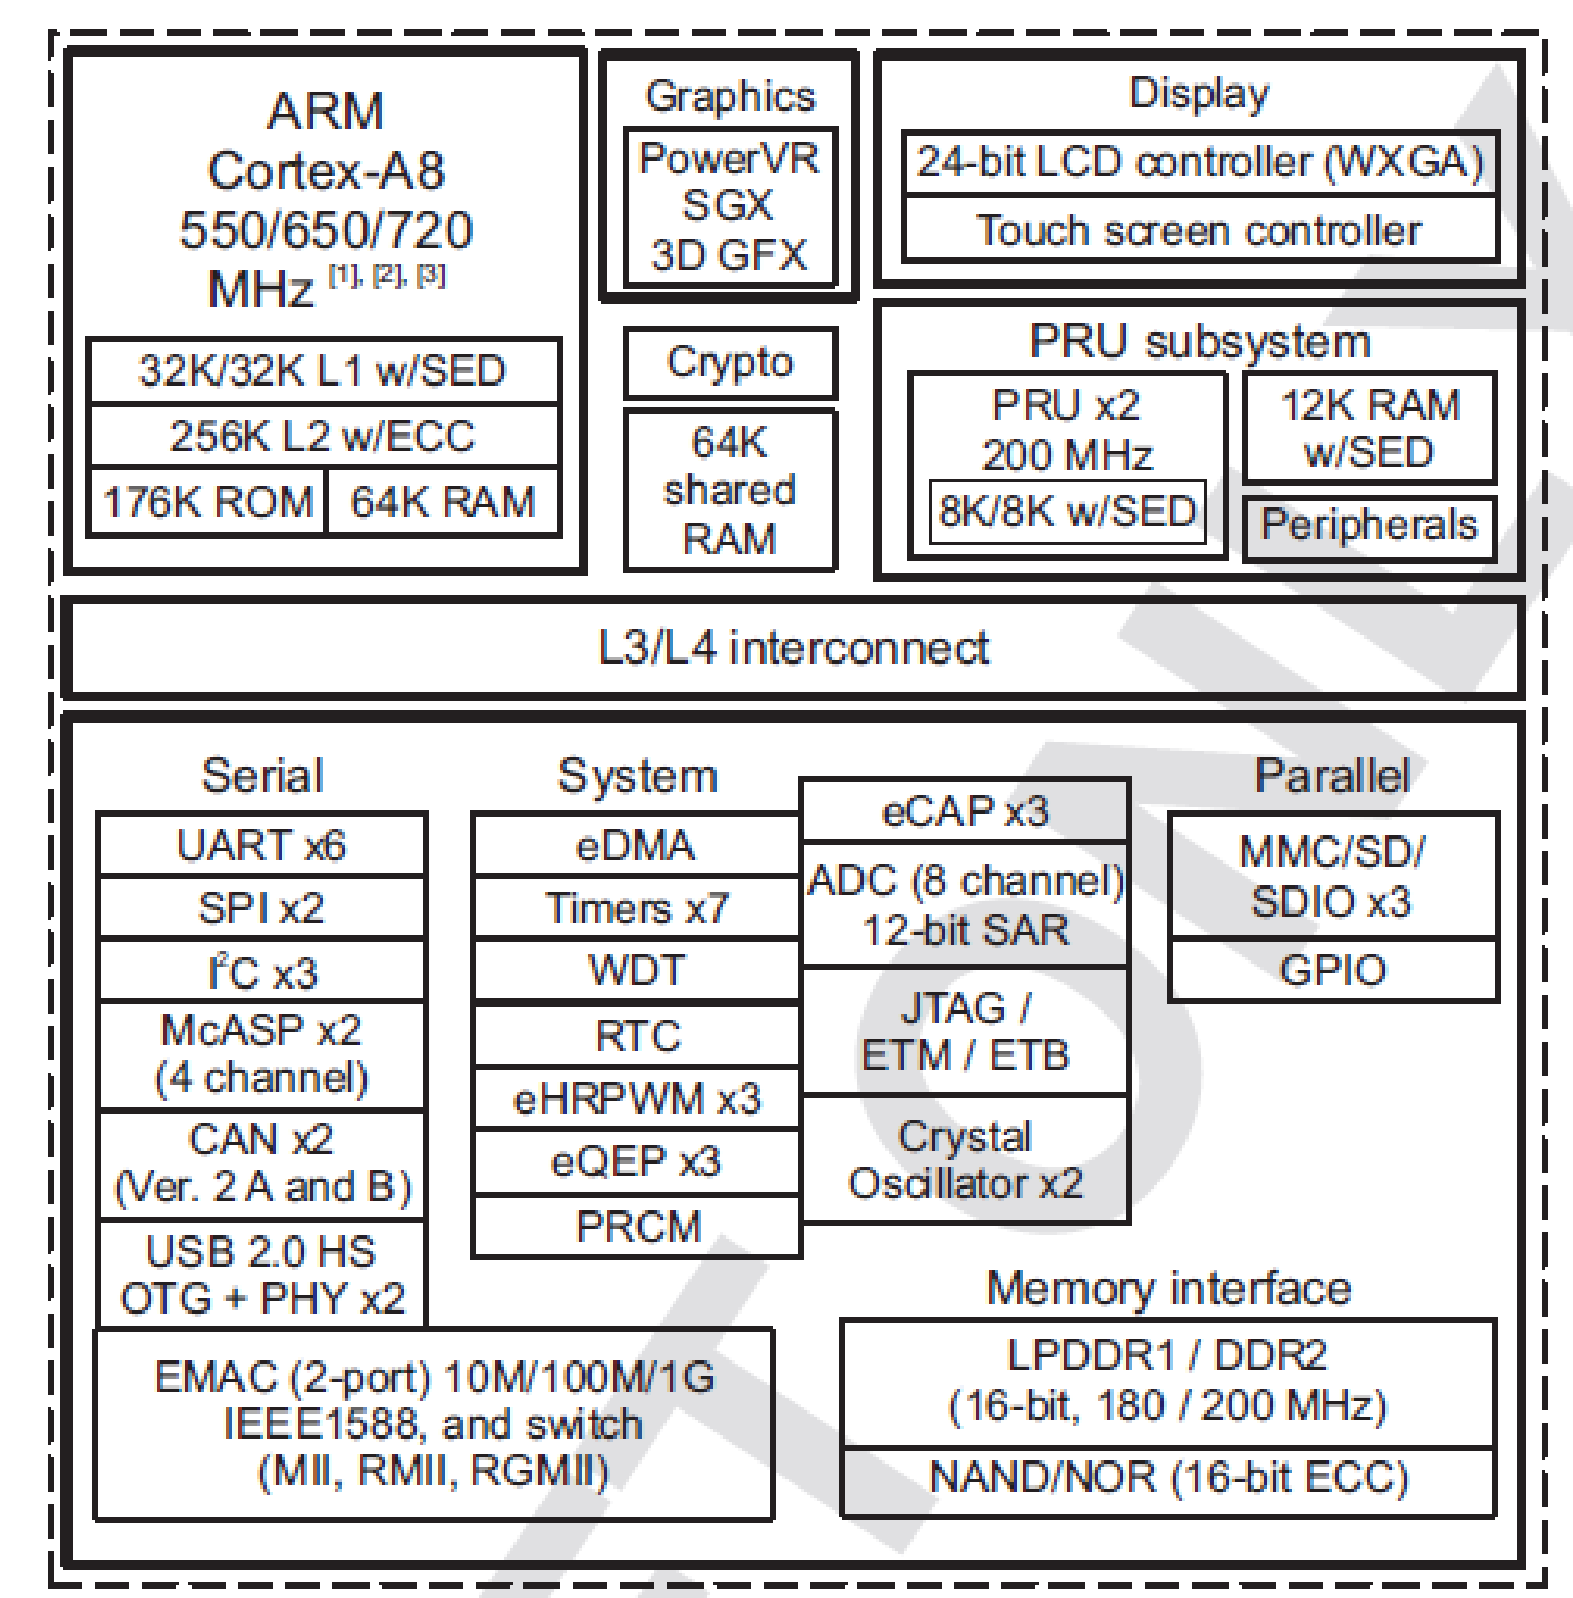 ARM
Cortex-A8
550/650/720
MHz [1], [2], [3]
32K/32K L1 w/SED
256K L2 w/ECC
176K ROM
64K RAM
Graphics
PowerVR
SGX
3D GFX
Crypto
64K
shared
RAM
Display
24-bit LCD controller (WXGA)
Touch screen controller
PRU subsystem
PRU x2
200 MHz
8K/8K w/SED
12K RAM
w/SED
Peripherals
L3/L4 interconnect
Serial
UART x6
SPI x2
I²C x3
McASP x2
(4 channel)
CAN x2
(Ver. 2 A and B)
USB 2.0 HS
OTG + PHY x2
EMAC (2-port) 10M/100M/1G
IEEE1588, and switch
(MII, RMII, RGMII)
System
eDMA
Timers x7
WDT
RTC
eHRPWM x3
eQEP x3
PRCM
eCAP x3
ADC (8 channel)
12-bit SAR
JTAG /
ETM / ETB
Crystal
Oscillator x2
Parallel
MMC/SD/
SDIO x3
GPIO
Memory interface
LPDDR1 / DDR2
(16-bit, 180 / 200 MHz)
NAND/NOR (16-bit ECC)